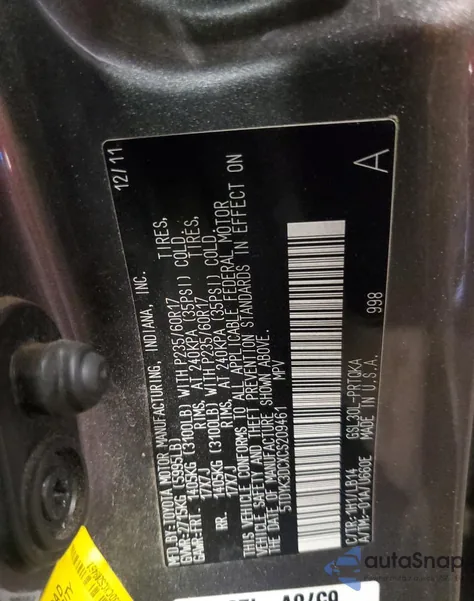 12/11
MFD.BY:TOYOTA MOTOR MANUFACTURING, INDIANA, INC.
GVWR:2715KG (5995LB)
GAWR:FRT. 1405KG (3100LB) WITH P235/60R17 TIRES,
17X7J RIMS, AT 240KPA (35PSI) COLD.
RR. 1405KG (3100LB) WITH P235/60R17 TIRES,
17X7J RIMS, AT 240KPA (35PSI) COLD.
THIS VEHICLE CONFORMS TO ALL APPLICABLE FEDERAL MOTOR
VEHICLE SAFETY AND THEFT PREVENTION STANDARDS IN EFFECT ON
THE DATE OF MANUFACTURE SHOWN ABOVE.
5TDYK3DCXCS209461 MPV
A
998
C/TR:1H1/LB14 GSL30L-PRTQKA
A/TM:-01A/U660E MADE IN U.S.A.
autoSnap